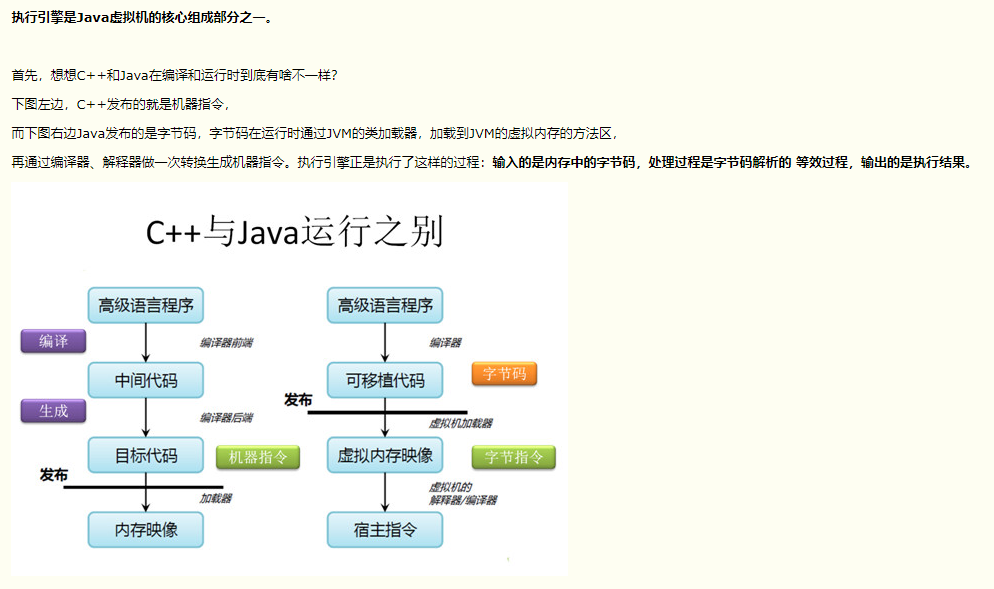 执行引擎是Java虚拟机的核心组成部分之一。
首先，想想C++和Java在编译和运行时到底有啥不一样？
下图左边，C++发布的就是机器指令，
而下图右边Java发布的是字节码，字节码在运行时通过JVM的类加载器，加载到JVM的虚拟内存的方法区，
再通过编译器、解释器做一次转换生成机器指令。执行引擎正是执行了这样的过程：输入的是内存中的字节码，处理过程是字节码解析的 等效过程，输出的是执行结果。
C++与Java运行之别
高级语言程序
编译
编译器前端
中间代码
生成
编译器后端
目标代码
机器指令
发布
加载器
内存映像
高级语言程序
编译器
可移植代码
字节码
发布
虚拟机加载器
虚拟内存映像
字节指令
虚拟机的
解释器/编译器
宿主指令